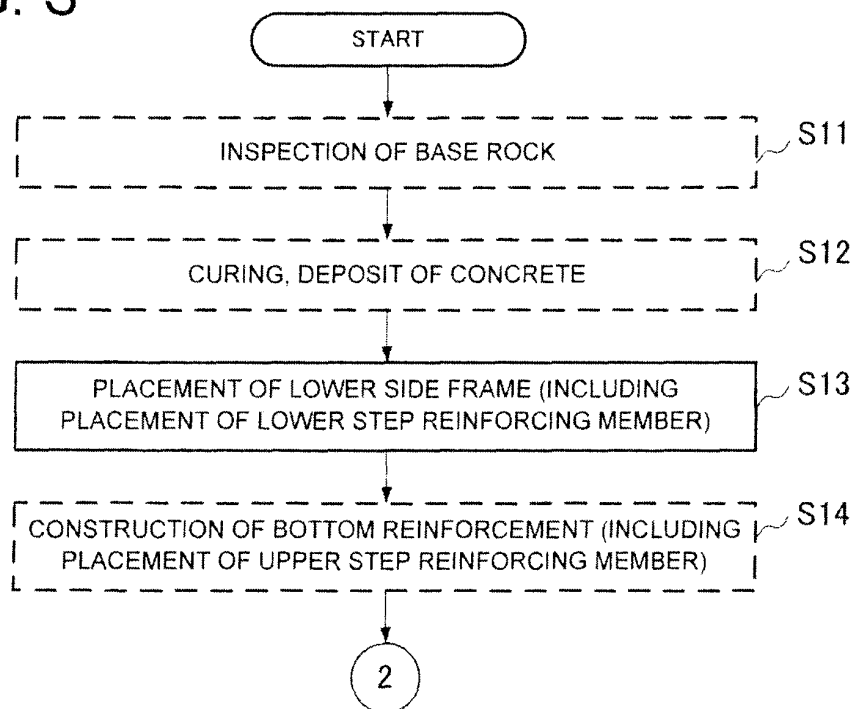 START
INSPECTION OF BASE ROCK
S11
CURING, DEPOSIT OF CONCRETE
S12
PLACEMENT OF LOWER SIDE FRAME (INCLUDING
PLACEMENT OF LOWER STEP REINFORCING MEMBER)
S13
CONSTRUCTION OF BOTTOM REINFORCEMENT (INCLUDING
PLACEMENT OF UPPER STEP REINFORCING MEMBER)
S14
2